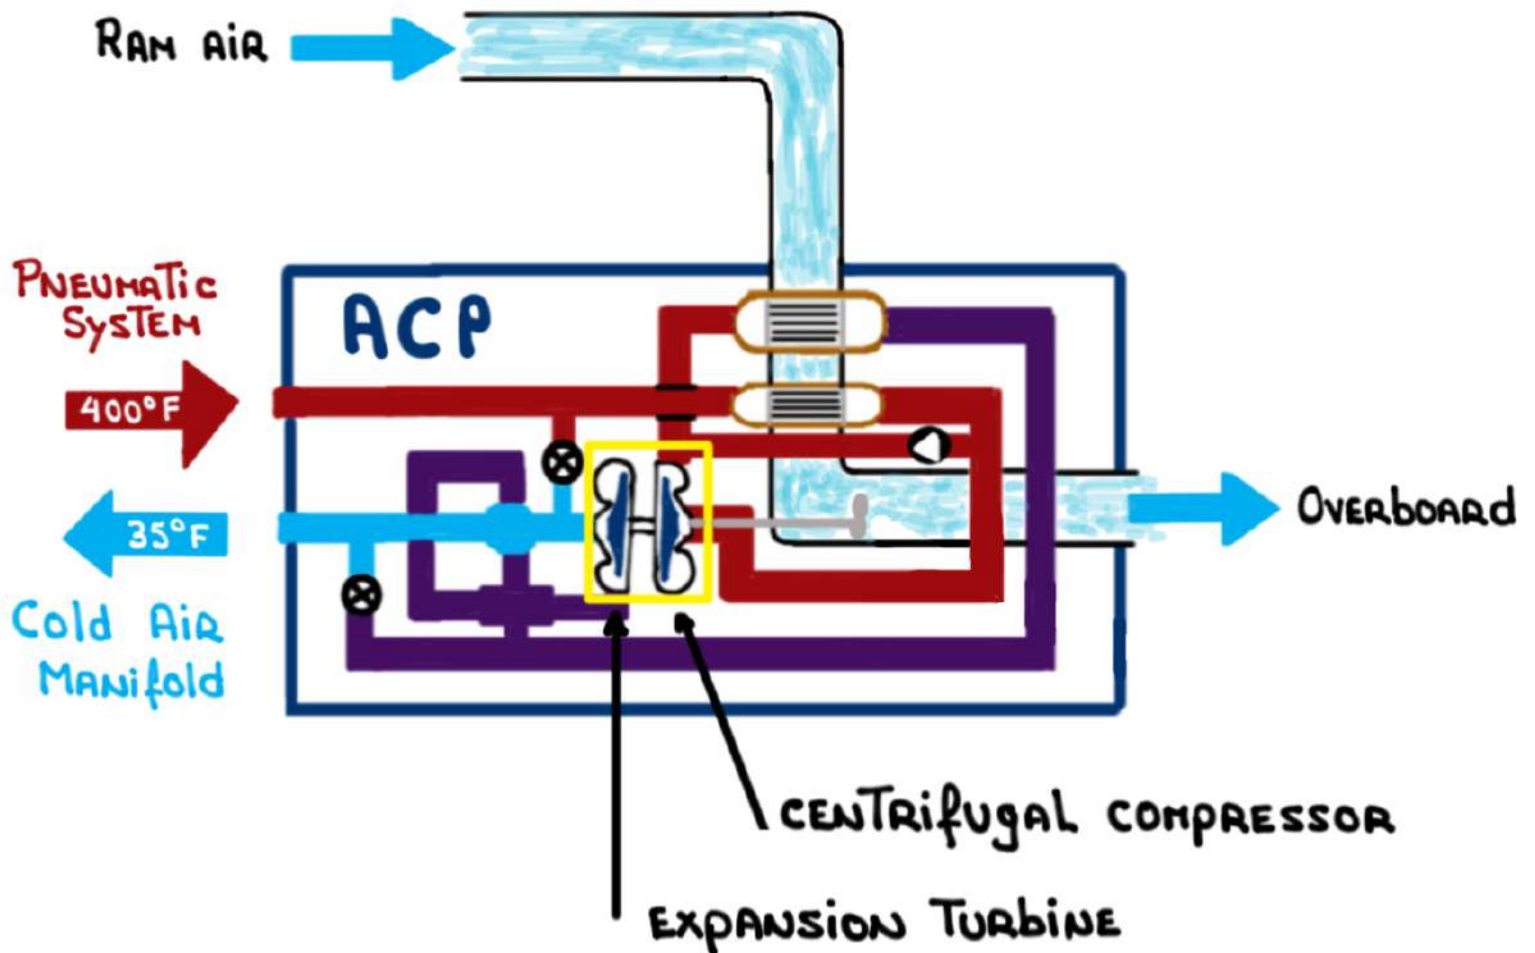 RAM AiR
PNEUMATic
SySTEM
ACP
400°F
35°F
OVERBOARD
Cold AiR
MANifold
CENTRifugAL COMPRESSOR
EXPANSION TURbiNE